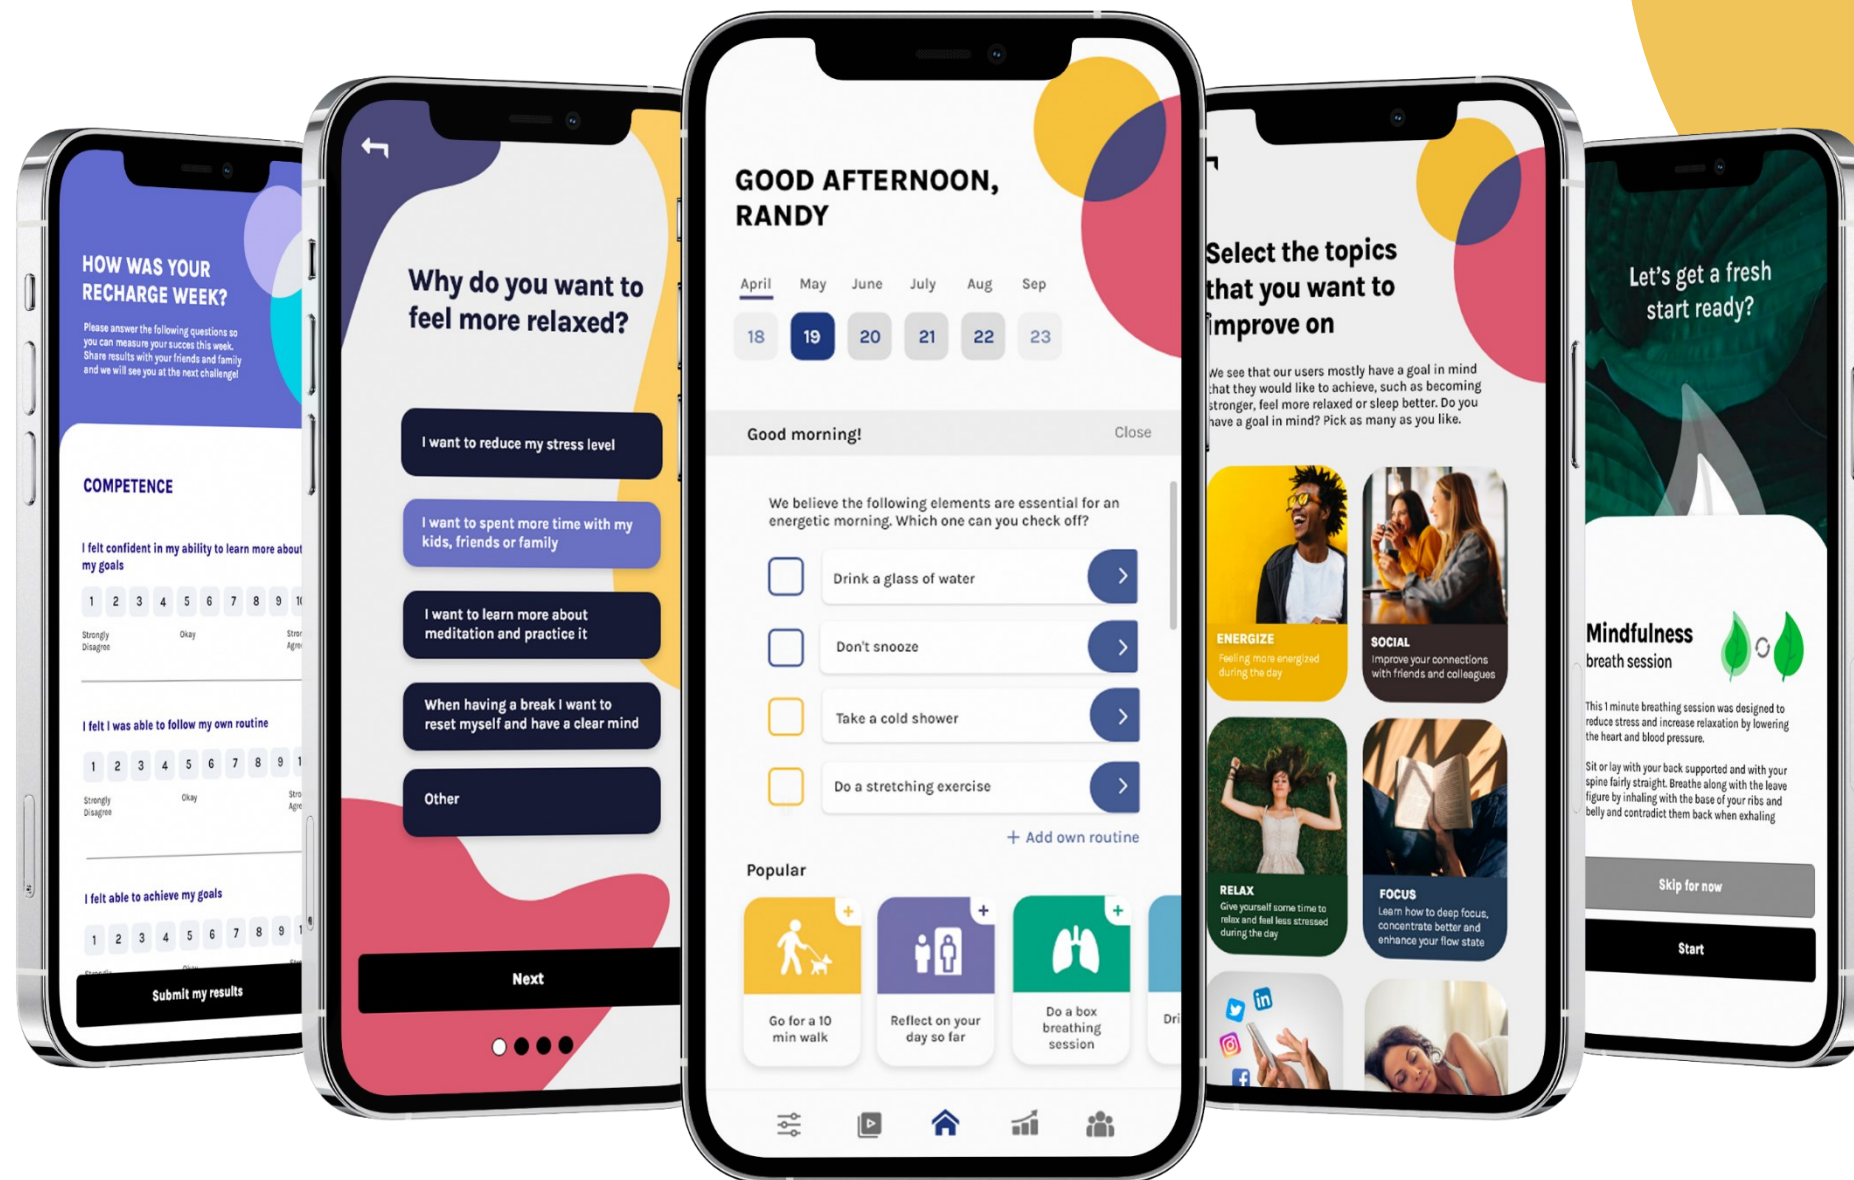 HOW WAS YOUR
RECHARGE WEEK?
Please answer the following questions so
you can measure your succes this week.
Share results with your friends and family
and we will see you at the next challenge!
COMPETENCE
I felt confident in my ability to learn more about
my goals
1 2 3 4 5 6 7 8 9
Strongly
Disagree
Okay
I felt I was able to follow my own routine
1 2 3 4 5 6 7 8 9
Strongly
Disagree
Okay
I felt able to achieve my goals
1 2 3 4 5 6 7 8 9
Submit my results
Why do you want to
feel more relaxed?
I want to reduce my stress level
I want to spent more time with my
kids, friends or family
I want to learn more about
meditation and practice it
When having a break I want to
reset myself and have a clear mind
Other
Next
GOOD AFTERNOON,
RANDY
April May June July Aug Sep
18 19 20 21 22 23
Good morning! Close
We believe the following elements are essential for an
energetic morning. Which one can you check off?
Drink a glass of water
Don't snooze
Take a cold shower
Do a stretching exercise
+ Add own routine
Popular
Go for a 10
min walk
Reflect on your
day so far
Do a box
breathing
session
Dri
Select the topics
that you want to
improve on
We see that our users mostly have a goal in mind
that they would like to achieve, such as becoming
stronger, feel more relaxed or sleep better. Do you
have a goal in mind? Pick as many as you like.
ENERGIZE
Feeling more energized
during the day
SOCIAL
Improve your connections
with friends and colleagues
RELAX
Give yourself some time to
relax and feel less stressed
during the day
FOCUS
Learn how to deep focus,
concentrate better and
enhance your flow state
in
f
Let's get a fresh
start ready?
Mindfulness
breath session
This 1 minute breathing session was designed to
reduce stress and increase relaxation by lowering
the heart and blood pressure.
Sit or lay with your back supported and with your
spine fairly straight. Breathe along with the leave
figure by inhaling with the base of your ribs and
belly and contradict them back when exhaling
Skip for now
Start